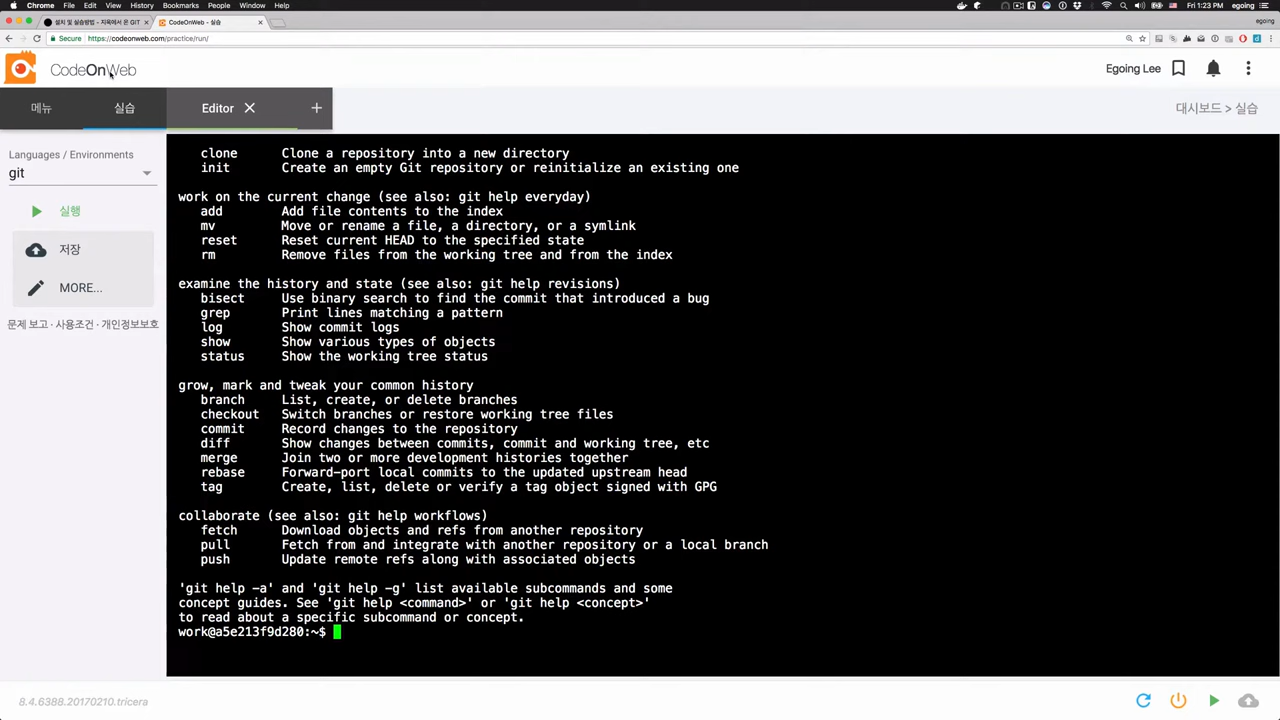 Chrome File Edit View History Bookmarks People Window Help
Fri 1:23 PM egoing
설치 및 실습방법 - 지옥에서 온 GIT
CodeOnWeb - 실습
egoing
Secure https://codeonweb.com/practice/run/
CodeOnWeb
Egoing Lee
메뉴 실습 Editor
대시보드 > 실습
Languages / Environments
git
실행
저장
MORE...
문제 보고 · 사용조건 · 개인정보보호
clone Clone a repository into a new directory
init Create an empty Git repository or reinitialize an existing one
work on the current change (see also: git help everyday)
add Add file contents to the index
mv Move or rename a file, a directory, or a symlink
reset Reset current HEAD to the specified state
rm Remove files from the working tree and from the index
examine the history and state (see also: git help revisions)
bisect Use binary search to find the commit that introduced a bug
grep Print lines matching a pattern
log Show commit logs
show Show various types of objects
status Show the working tree status
grow, mark and tweak your common history
branch List, create, or delete branches
checkout Switch branches or restore working tree files
commit Record changes to the repository
diff Show changes between commits, commit and working tree, etc
merge Join two or more development histories together
rebase Forward-port local commits to the updated upstream head
tag Create, list, delete or verify a tag object signed with GPG
collaborate (see also: git help workflows)
fetch Download objects and refs from another repository
pull Fetch from and integrate with another repository or a local branch
push Update remote refs along with associated objects
'git help -a' and 'git help -g' list available subcommands and some
concept guides. See 'git help <command>' or 'git help <concept>'
to read about a specific subcommand or concept.
work@a5e213f9d280:~$
8.4.6388.20170210.tricera